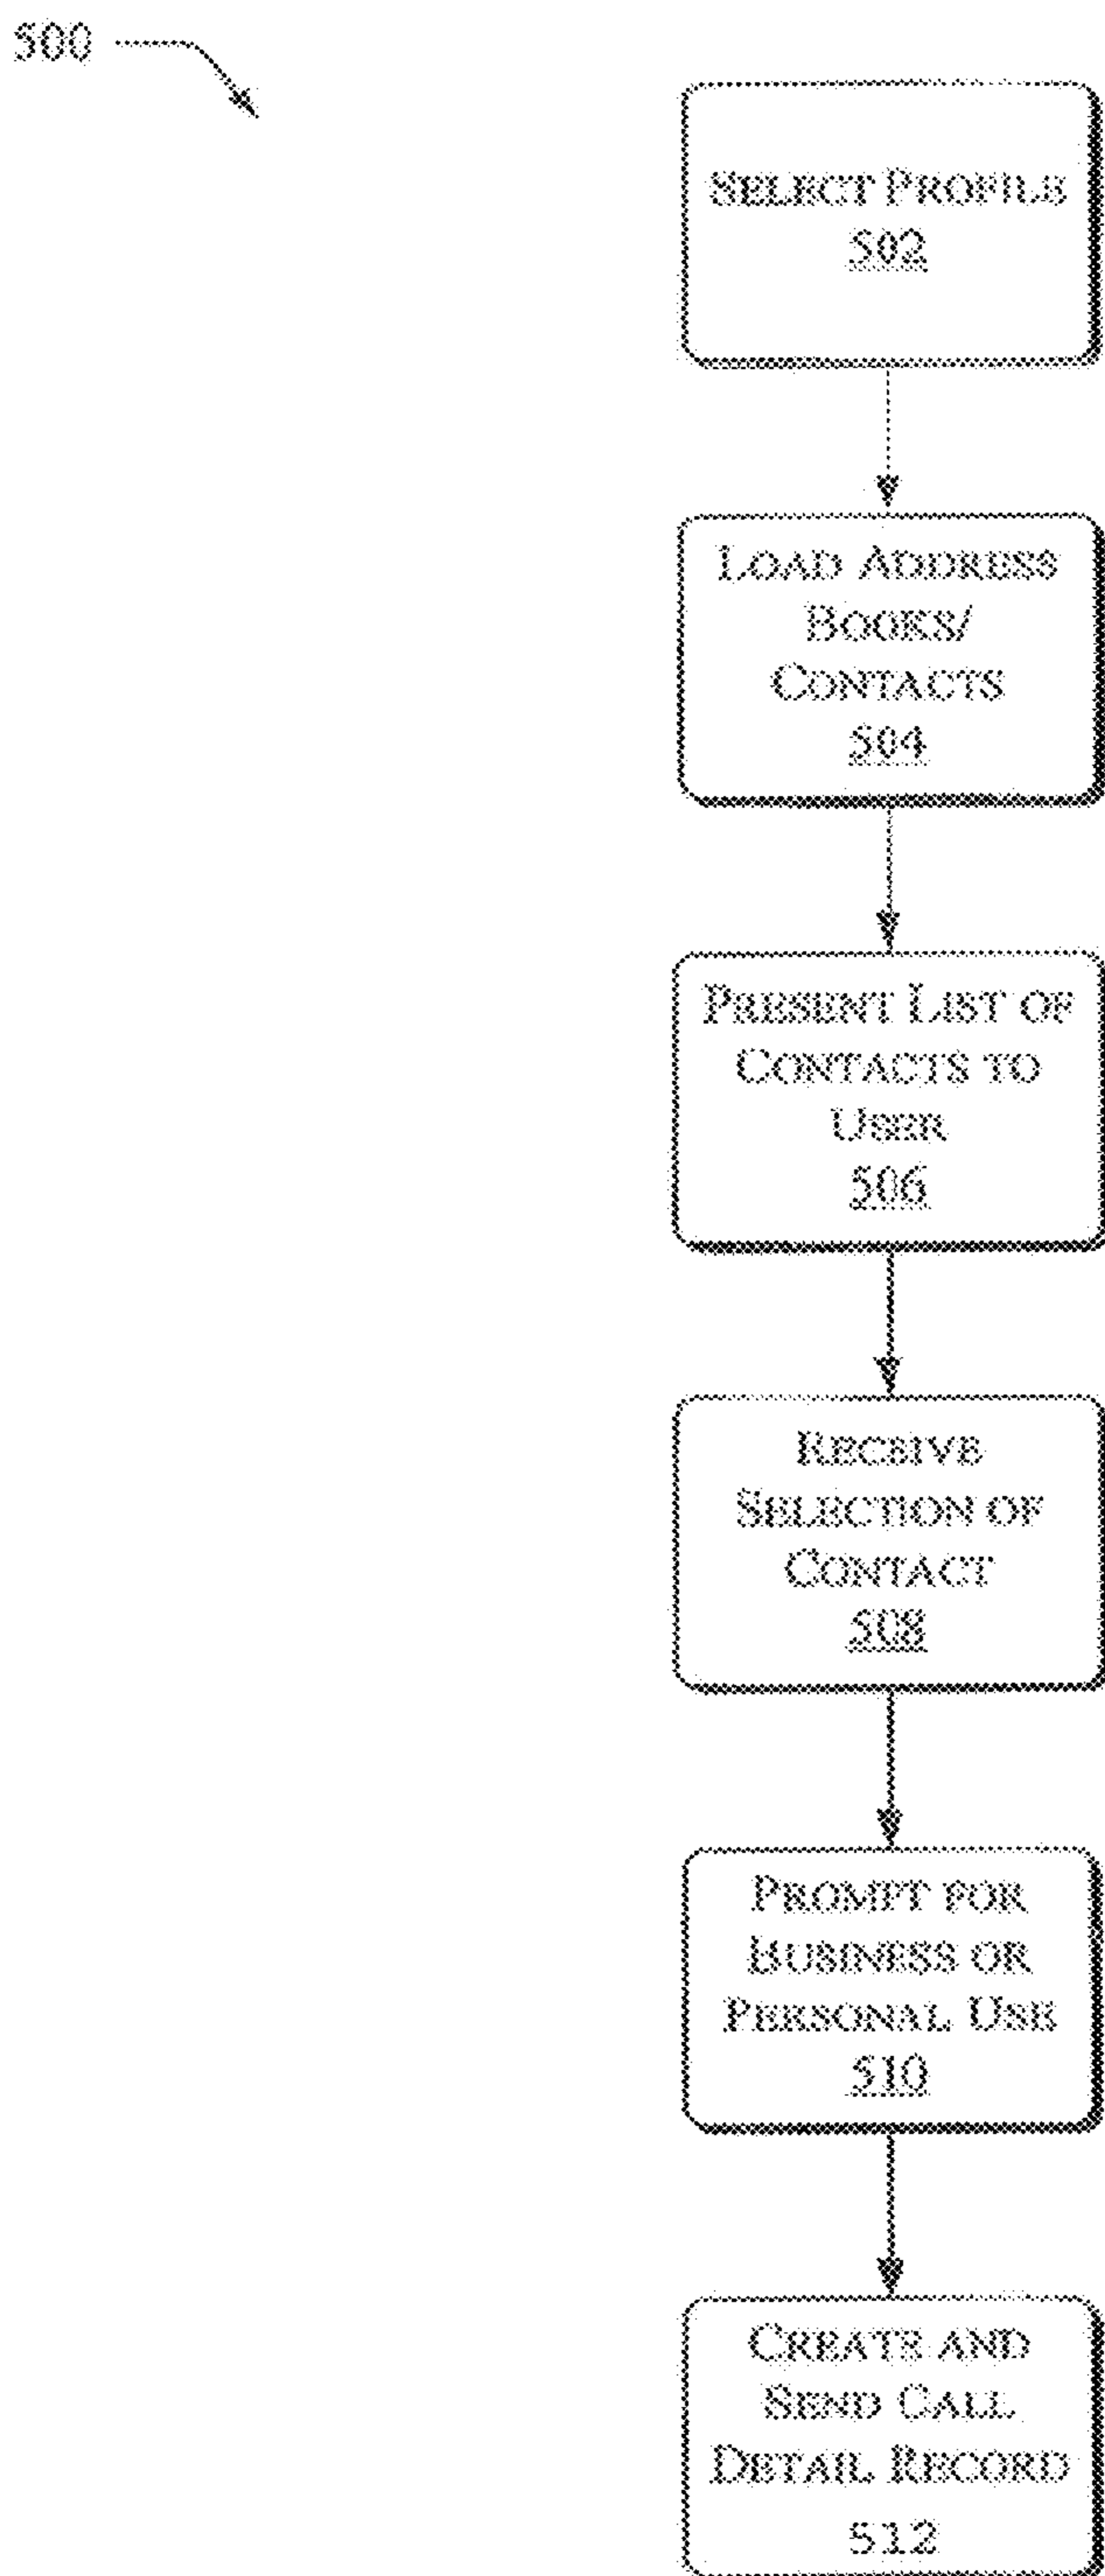 500
SELECT PROFILE
502
LOAD ADDRESS
BOOKS/
CONTACTS
504
PRESENT LIST OF
CONTACTS TO
USER
506
RECEIVE
SELECTION OF
CONTACT
508
PROMPT FOR
BUSINESS OR
PERSONAL USE
510
CREATE AND
SEND CALL
DETAIL RECORD
512